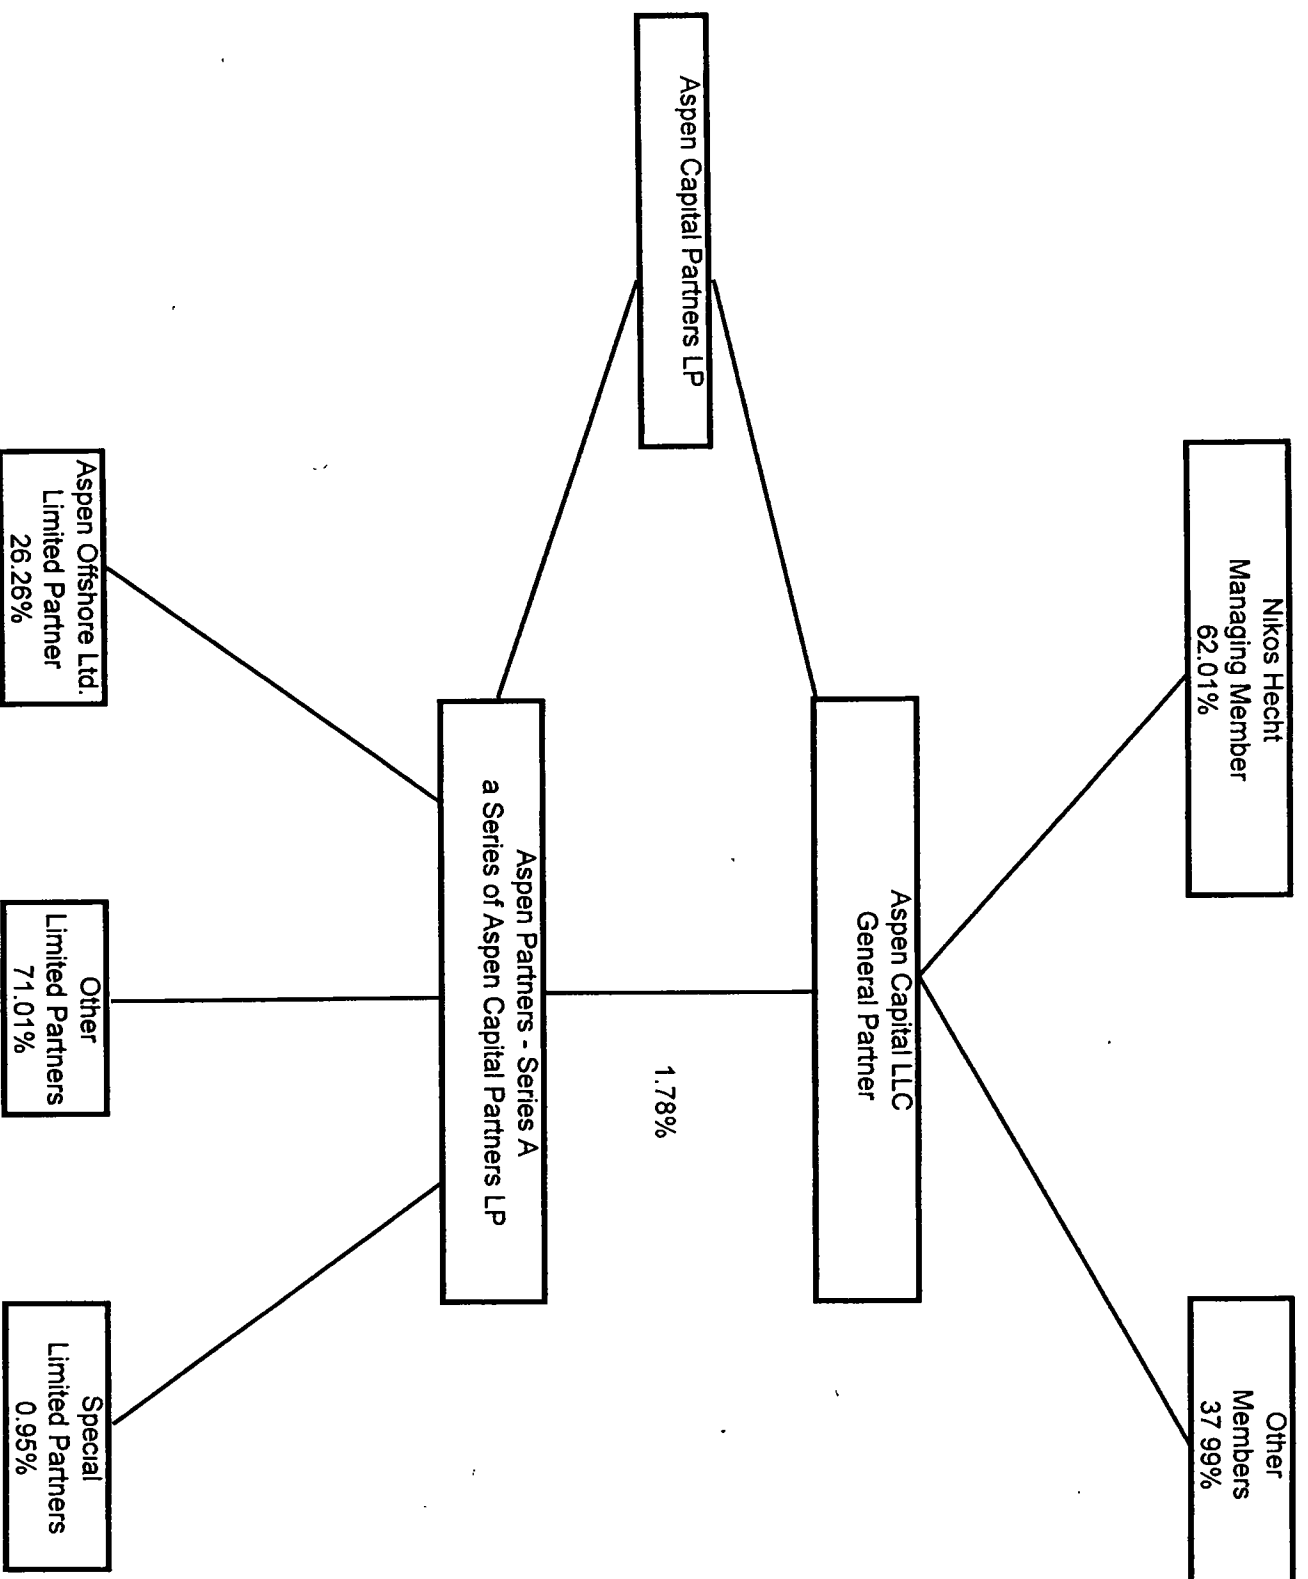 Nikos Hecht
Managing Member
62.01%
Other
Members
37 99%
Aspen Capital LLC
General Partner
Aspen Capital Partners LP
1.78%
Aspen Partners - Series A
a Series of Aspen Capital Partners LP
Aspen Offshore Ltd.
Limited Partner
26.26%
Other
Limited Partners
71.01%
Special
Limited Partners
0.95%